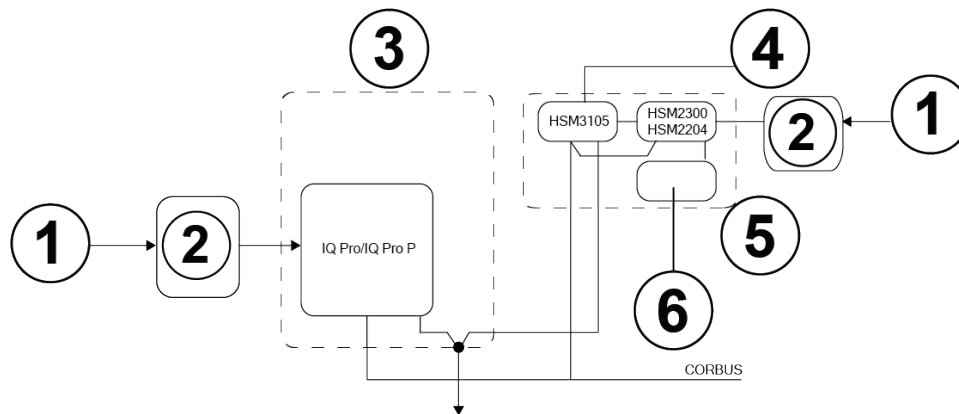 3
4
HSM3105
HSM2300
HSM2204
2
1
1
2
IQ Pro/IQ Pro P
5
6
CORBUS